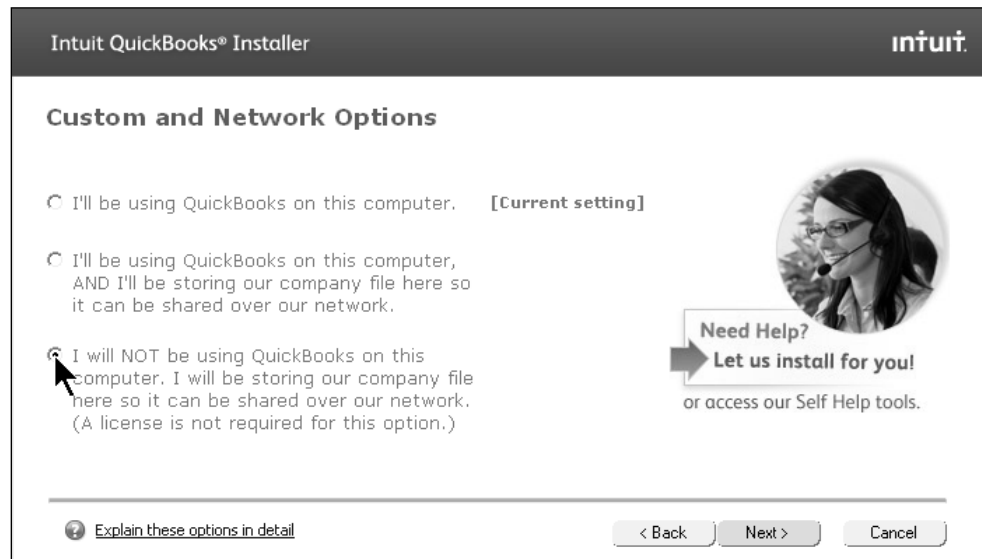 Intuit QuickBooks® Installer
intuit.
Custom and Network Options
I'll be using QuickBooks on this computer. [Current setting]
I'll be using QuickBooks on this computer,
AND I'll be storing our company file here so
it can be shared over our network.
I will NOT be using QuickBooks on this
computer. I will be storing our company file
here so it can be shared over our network.
(A license is not required for this option.)
Need Help?
Let us install for you!
or access our Self Help tools.
Explain these options in detail
< Back
Next >
Cancel